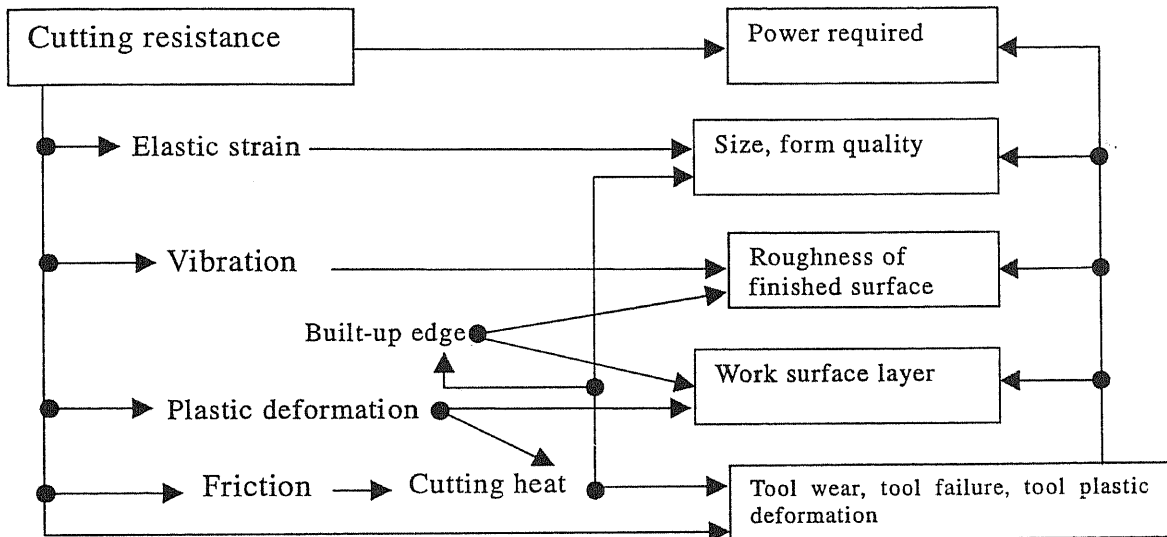 Cutting resistance
Power required
Elastic strain
Size, form quality
Vibration
Roughness of
finished surface
Built-up edge
Work surface layer
Plastic deformation
Friction
Cutting heat
Tool wear, tool failure, tool plastic
deformation